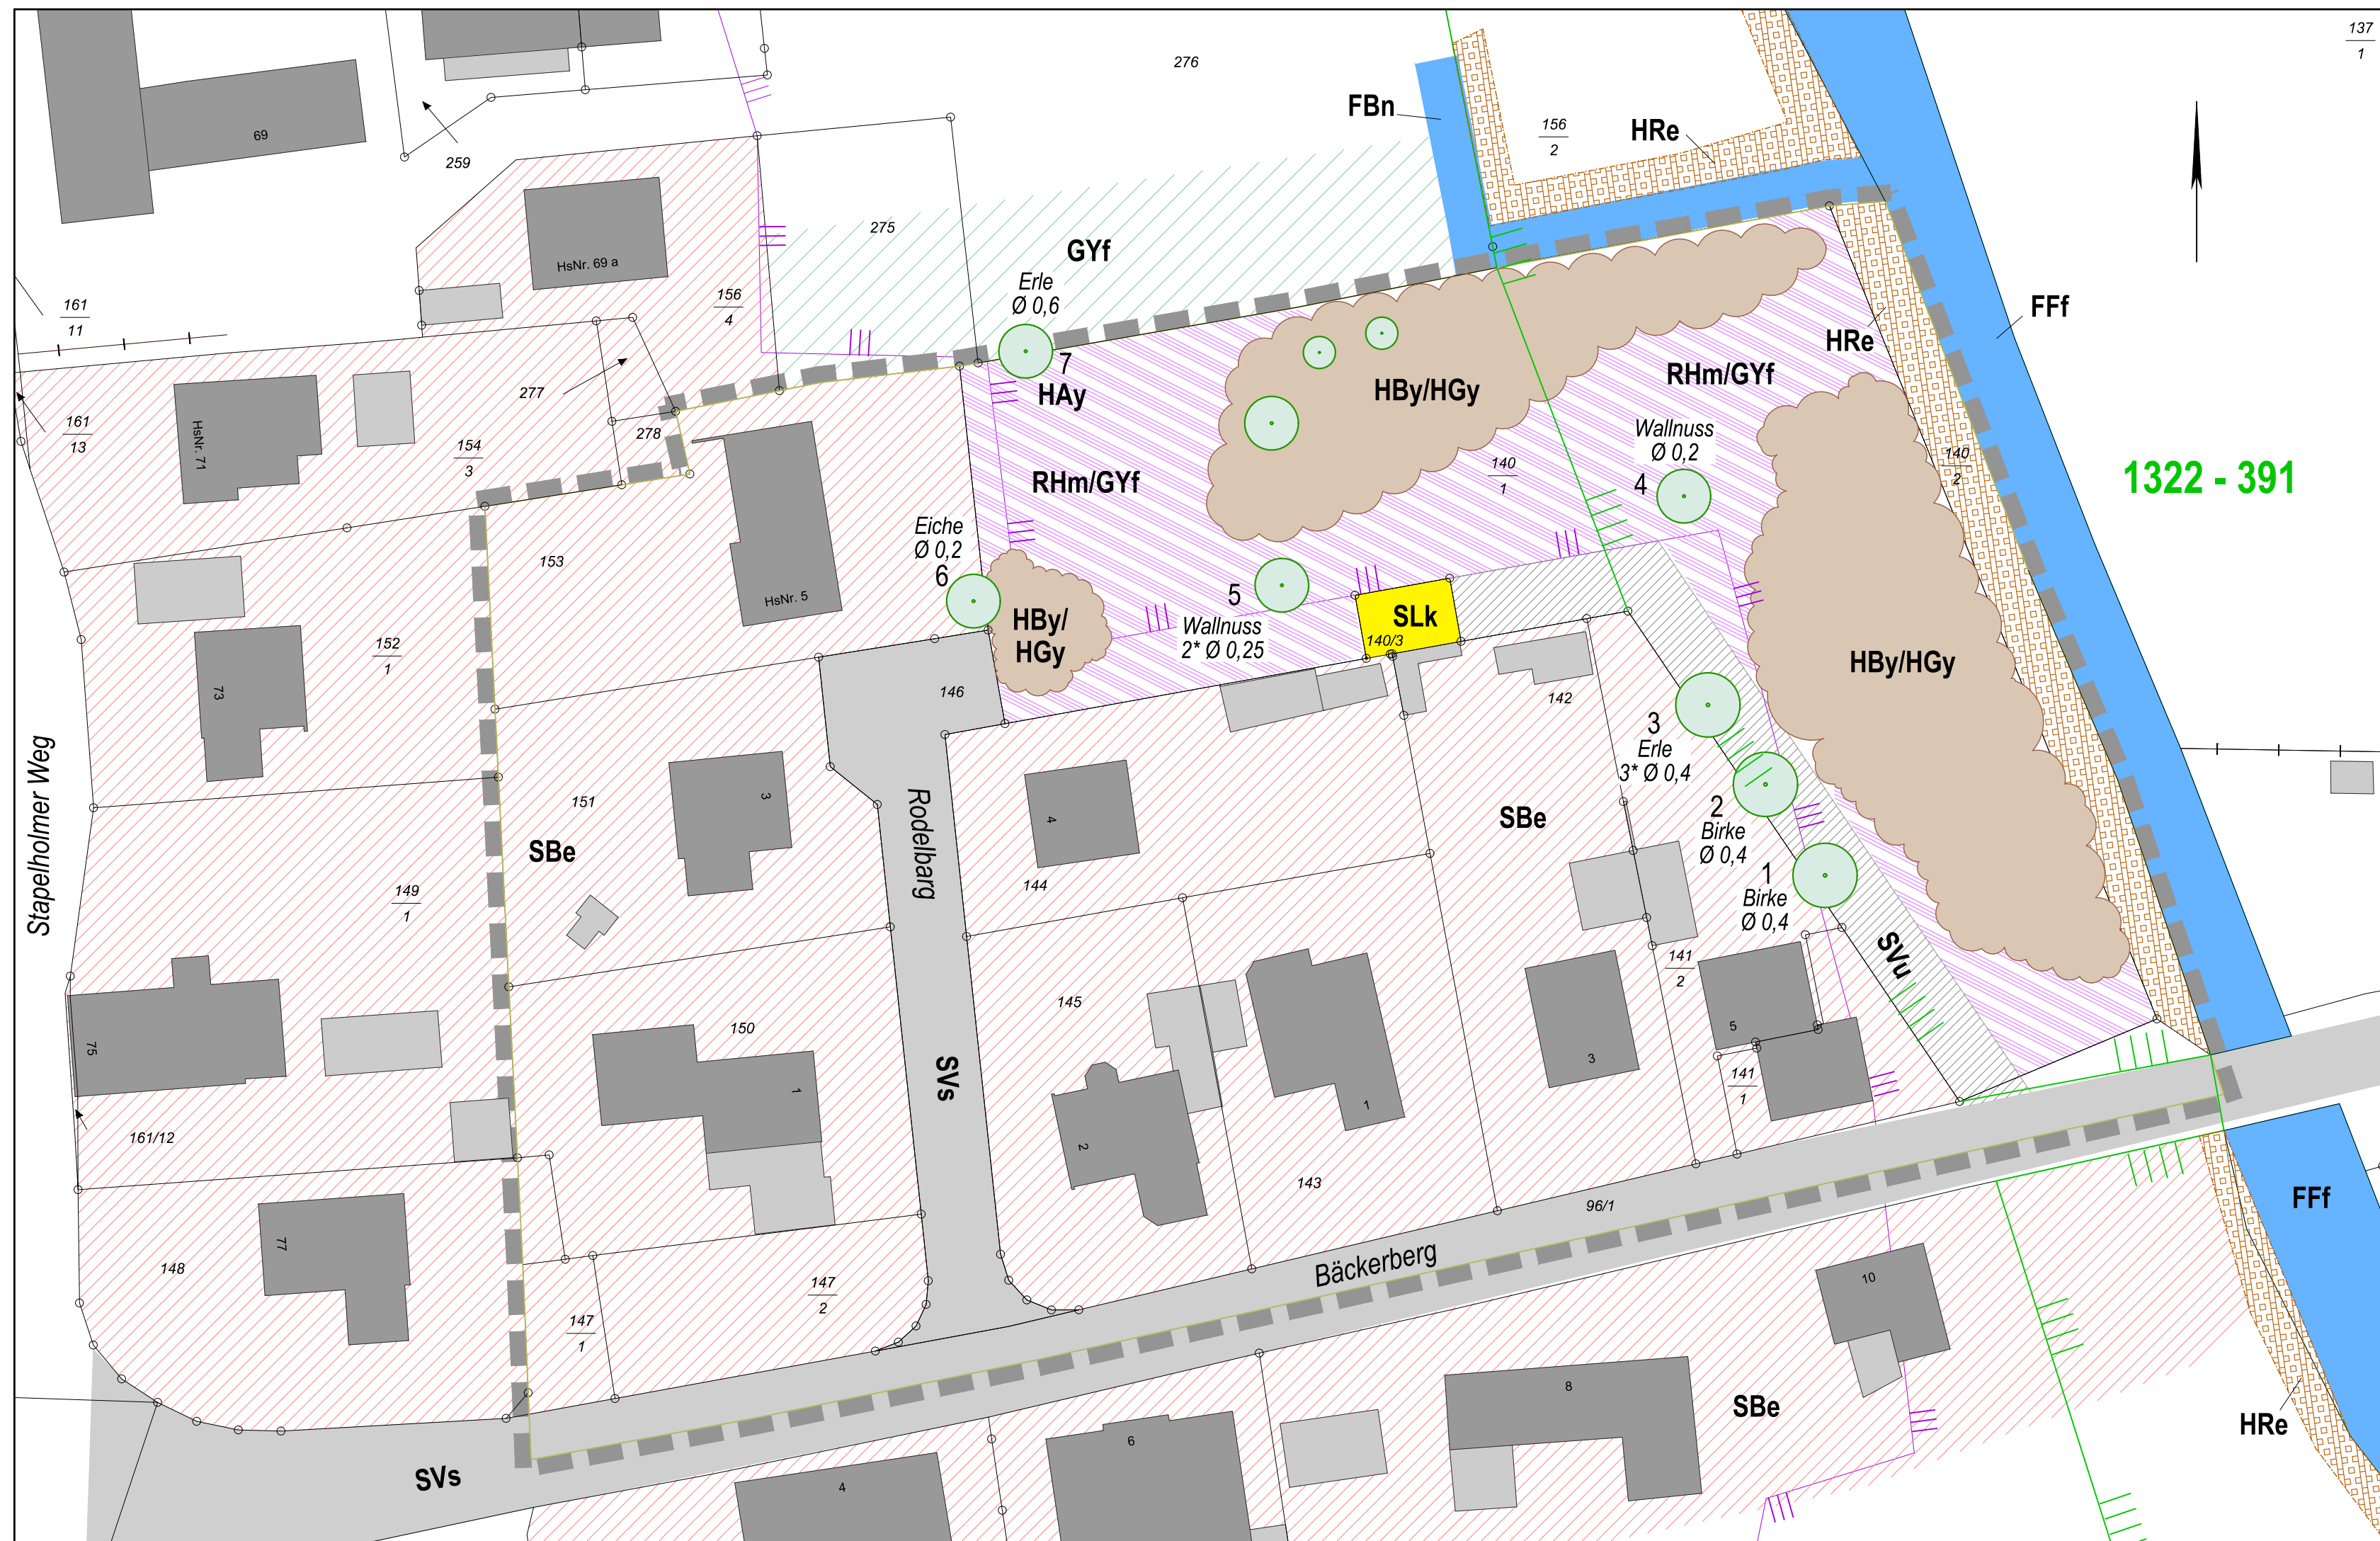 137
1
276
69
259
FBn
156
2
HRe
275
GYf
HsNr. 69 a
156
4
Erle
Ø 0,6
7
HAy
161
11
277
278
161
13
HsNr. 71
154
3
HBy/HGy
RHm/GYf
HRe
FFf
Wallnuss
Ø 0,2
4
140
1
140
2
1322 - 391
RHm/GYf
Eiche
Ø 0,2
6
153
HsNr. 5
5
Wallnuss
2* Ø 0,25
SLk
140/3
HBy/
HGy
152
1
73
146
142
HBy/HGy
3
Erle
3* Ø 0,4
2
Birke
Ø 0,4
1
Birke
Ø 0,4
Stapelholmer Weg
151
3
SBe
Rodelbarg
4
144
SBe
149
1
SVu
141
2
145
75
150
1
SVs
5
3
1
2
141
1
161/12
143
96/1
FFf
148
77
147
2
147
1
Bäckerberg
10
8
SBe
HRe
6
SVs
4